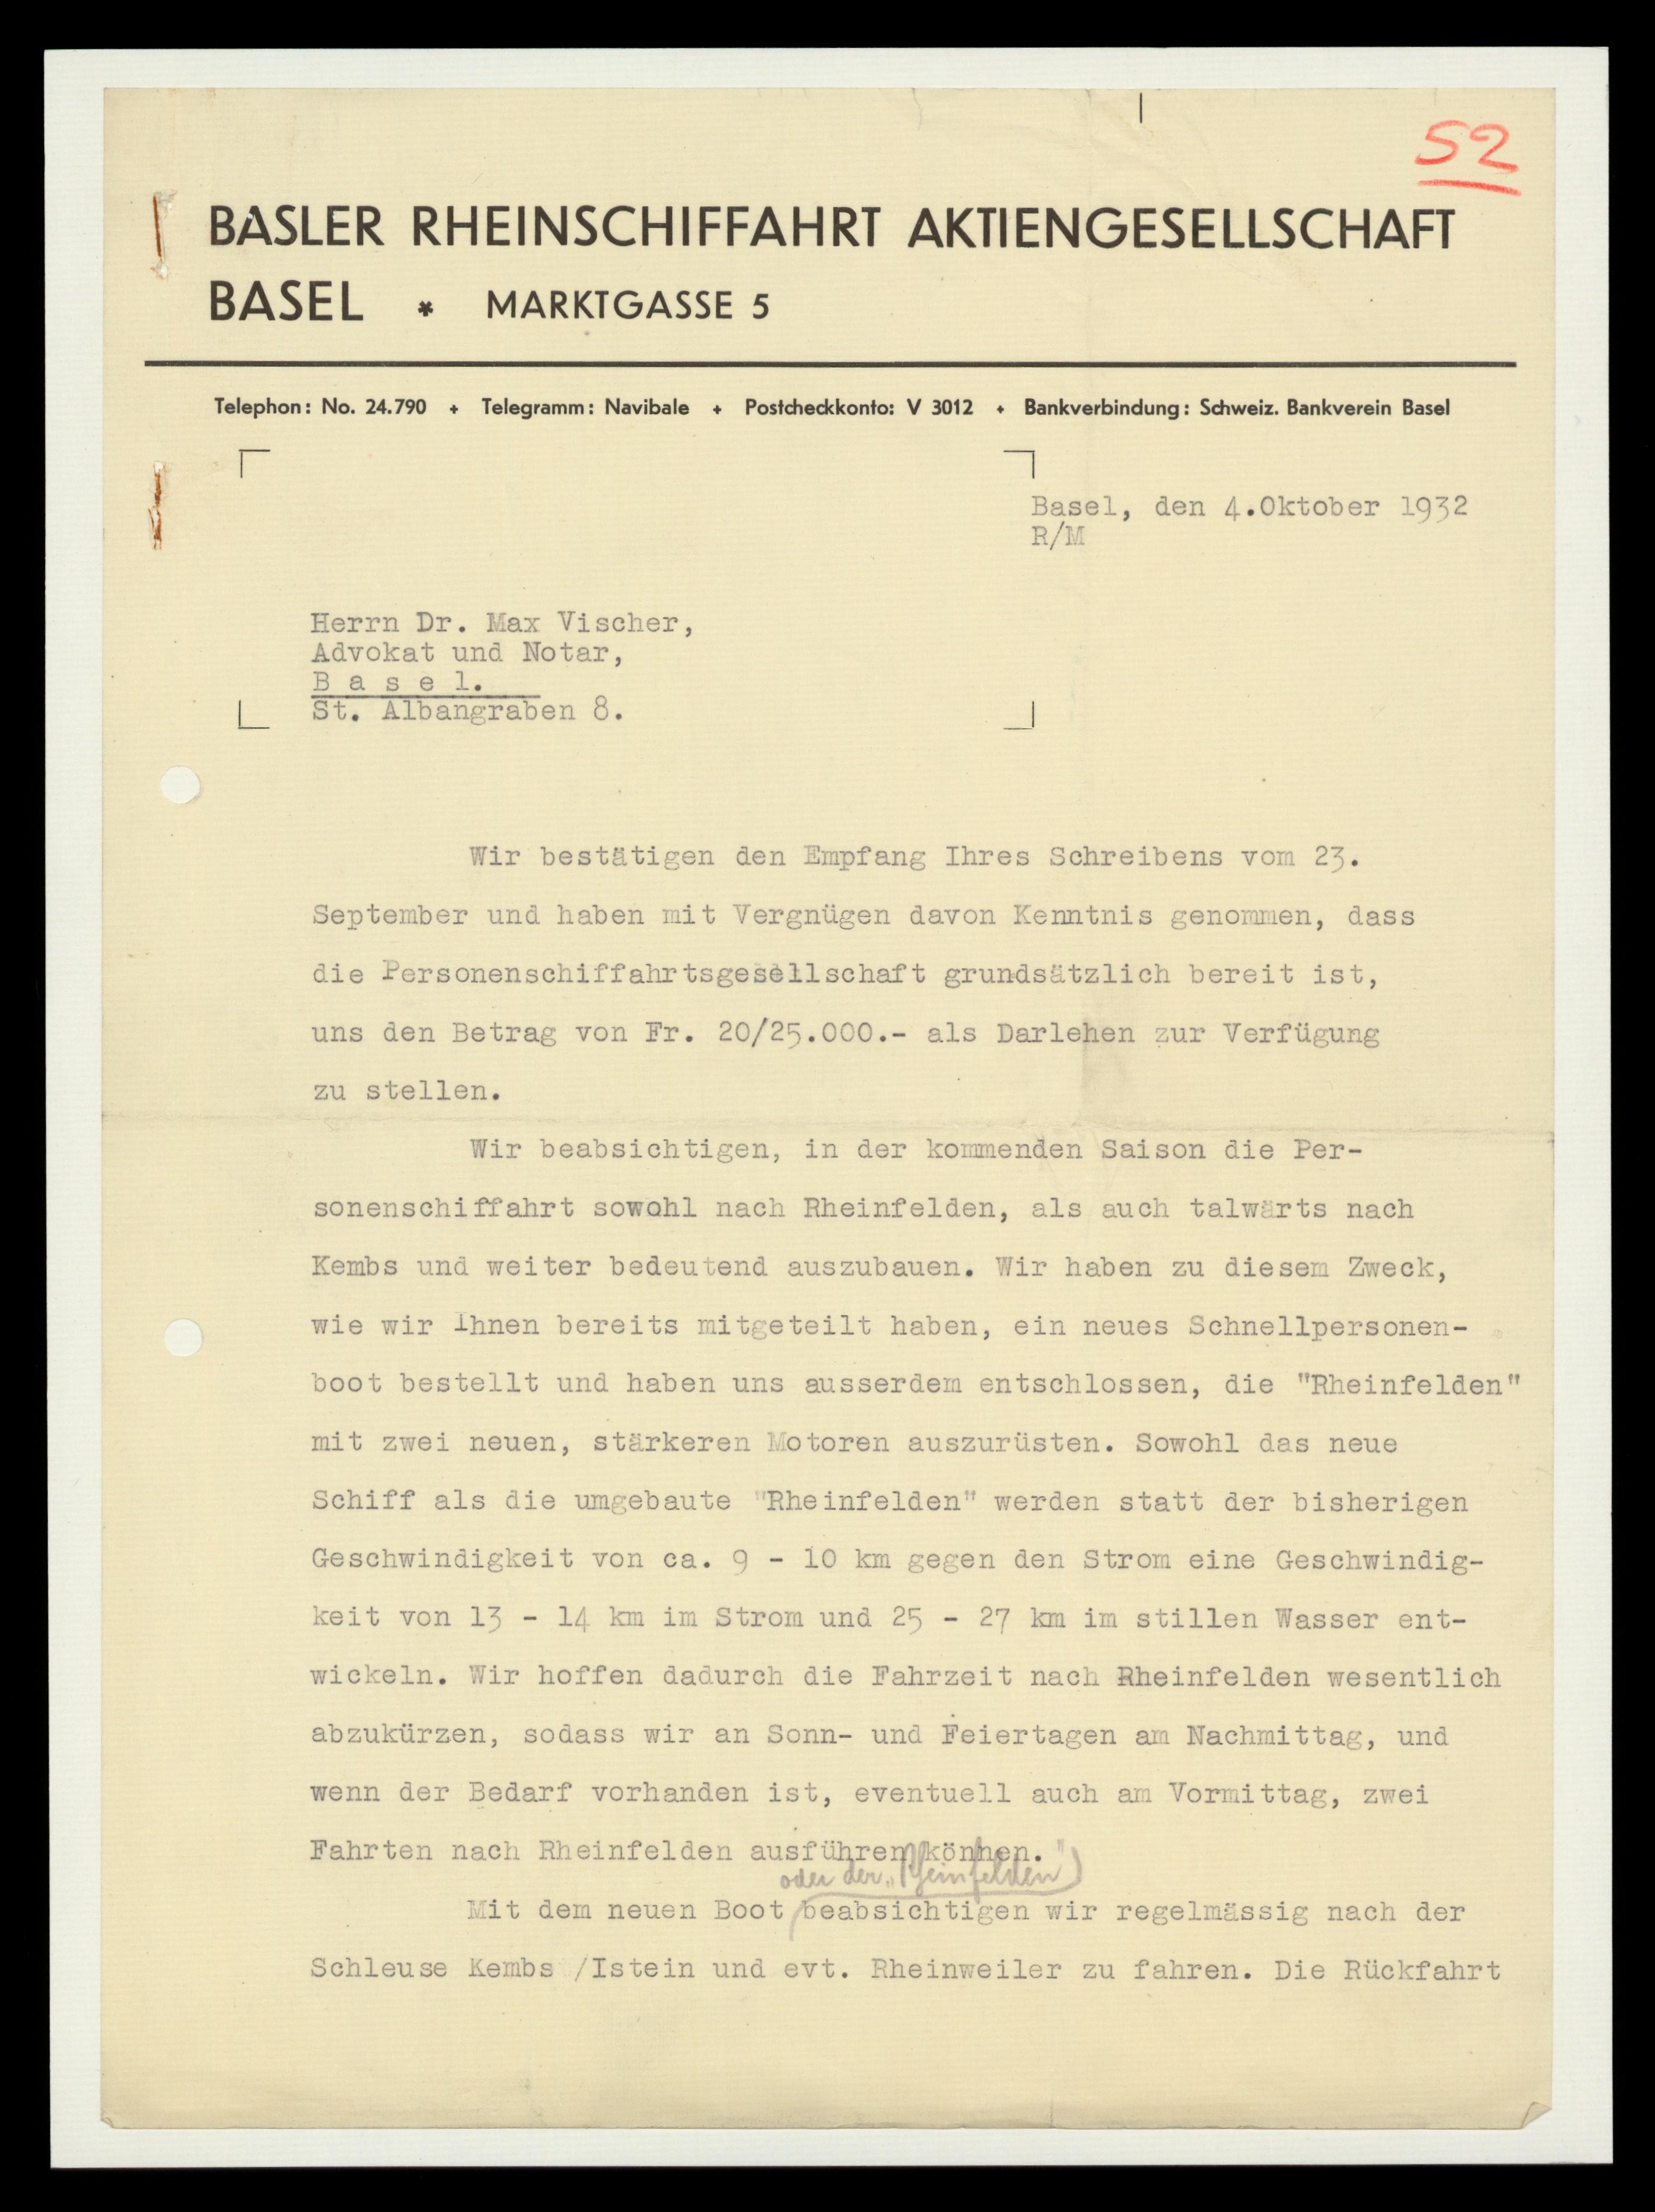 52
BASLER RHEINSCHIFFAHRT AKTIENGESELLSCHAFT
BASEL * MARKTGASSE 5
Telephon: No. 24.790 + Telegramm: Navibale + Postcheckkonto: V 3012 + Bankverbindung: Schweiz. Bankverein Basel
Basel, den 4.Oktober 1932
R/M
Herrn Dr. Max Vischer,
Advokat und Notar,
B a s e l.
St. Albangraben 8.
Wir bestätigen den Empfang Ihres Schreibens vom 23.
September und haben mit Vergnügen davon Kenntnis genommen, dass
die Personenschiffahrtsgesellschaft grundsätzlich bereit ist,
uns den Betrag von Fr. 20/25.000.- als Darlehen zur Verfügung
zu stellen.
Wir beabsichtigen, in der kommenden Saison die Per-
sonenschiffahrt sowohl nach Rheinfelden, als auch talwärts nach
Kembs und weiter bedeutend auszubauen. Wir haben zu diesem Zweck,
wie wir Ihnen bereits mitgeteilt haben, ein neues Schnellpersonen-
boot bestellt und haben uns ausserdem entschlossen, die "Rheinfelden"
mit zwei neuen, stärkeren Motoren auszurüsten. Sowohl das neue
Schiff als die umgebaute "Rheinfelden" werden statt der bisherigen
Geschwindigkeit von ca. 9 - 10 km gegen den Strom eine Geschwindig-
keit von 13 - 14 km im Strom und 25 - 27 km im stillen Wasser ent-
wickeln. Wir hoffen dadurch die Fahrzeit nach Rheinfelden wesentlich
abzukürzen, sodass wir an Sonn- und Feiertagen am Nachmittag, und
wenn der Bedarf vorhanden ist, eventuell auch am Vormittag, zwei
Fahrten nach Rheinfelden ausführen können.
oder der „Rheinfelden")
Mit dem neuen Boot beabsichtigen wir regelmässig nach der
Schleuse Kembs /Istein und evt. Rheinweiler zu fahren. Die Rückfahrt